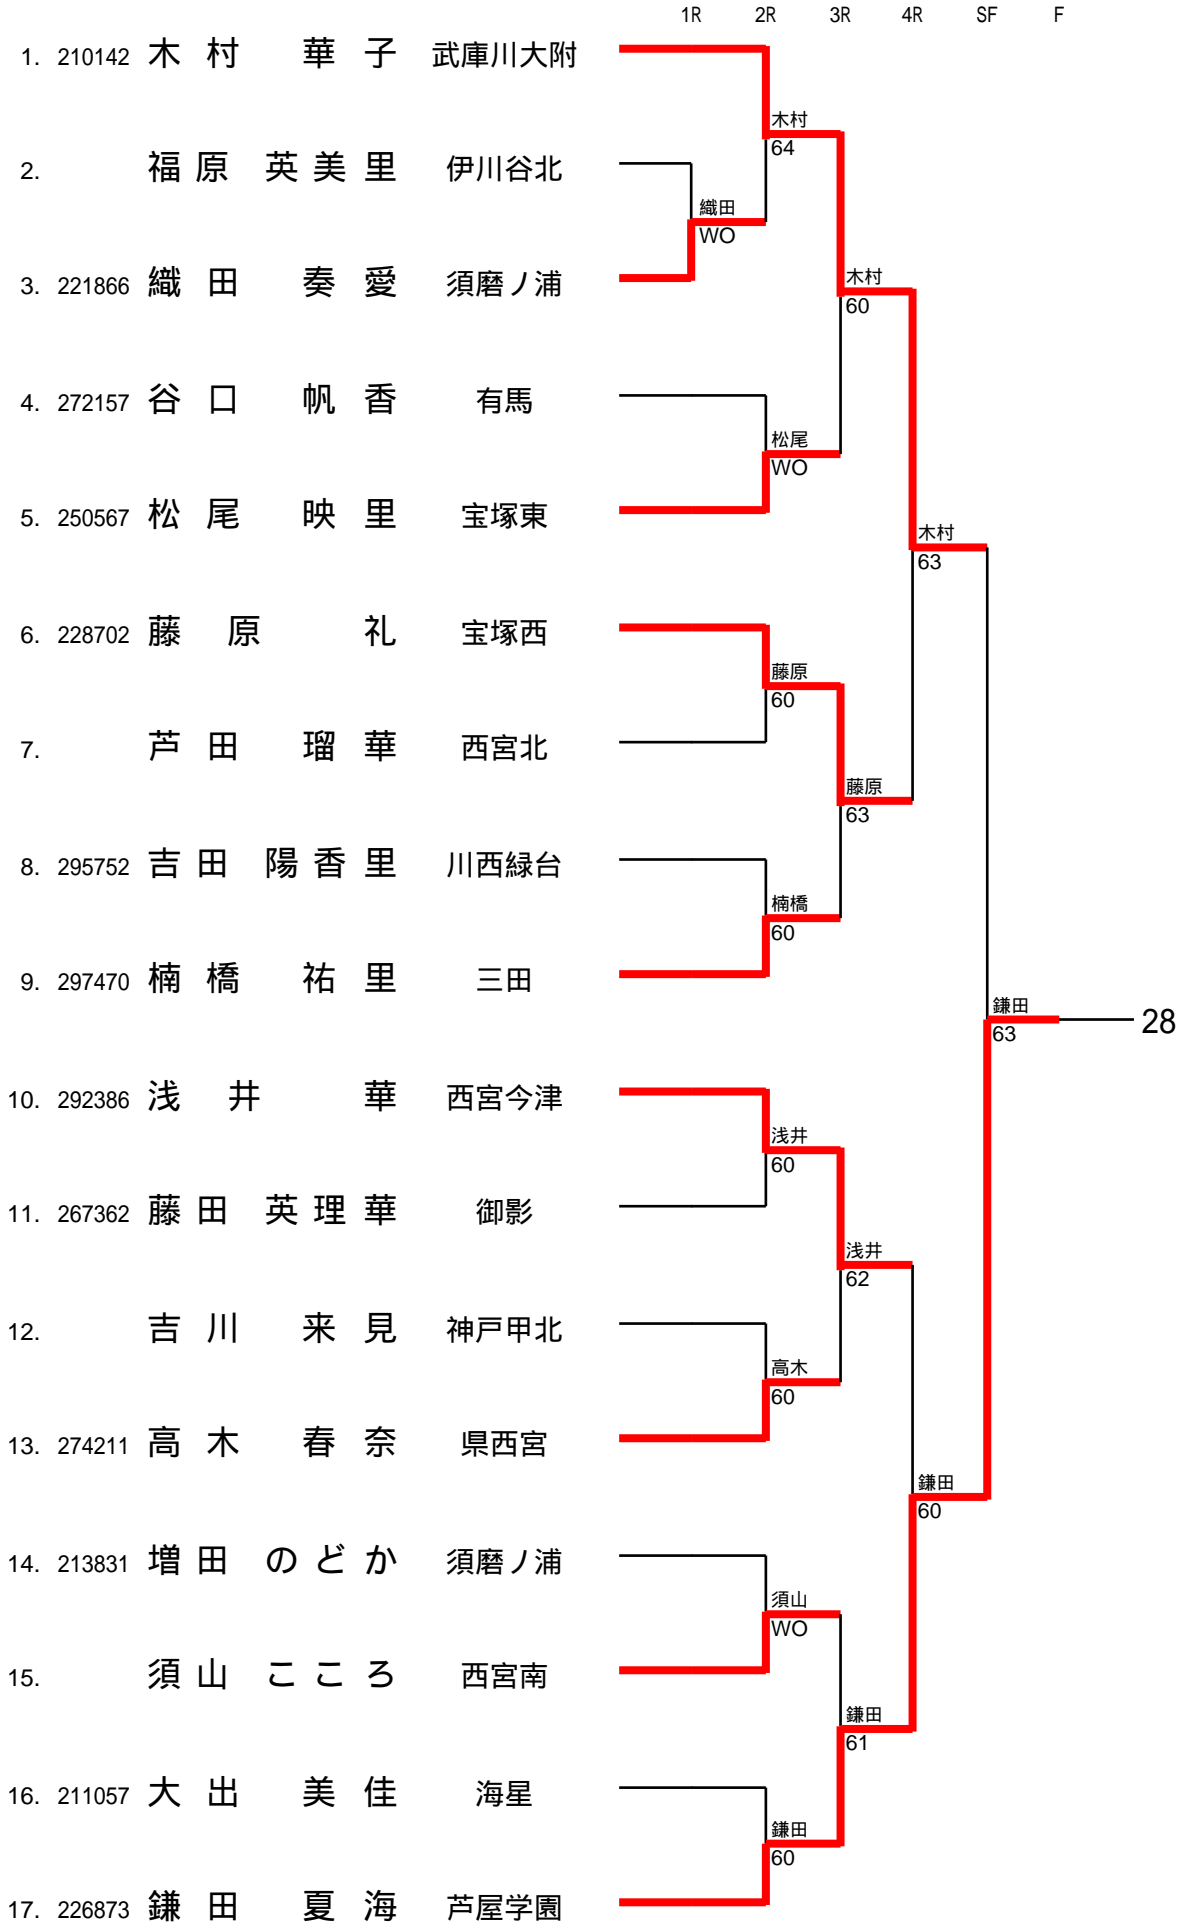 1R 2R 3R 4R SF F
1. 210142 木村 華子 武庫川大附
木村
64
2. 福原 英美里 伊川谷北
織田
WO
3. 221866 織田 奏愛 須磨ノ浦
木村
60
4. 272157 谷口 帆香 有馬
松尾
WO
5. 250567 松尾 映里 宝塚東
木村
63
6. 228702 藤原 礼 宝塚西
藤原
60
7. 芦田 瑠華 西宮北
藤原
63
8. 295752 吉田 陽香里 川西緑台
楠橋
60
9. 297470 楠橋 祐里 三田
鎌田
63
28
10. 292386 浅井 華 西宮今津
浅井
60
11. 267362 藤田 英理華 御影
浅井
62
12. 吉川 来見 神戸甲北
高木
60
13. 274211 高木 春奈 県西宮
鎌田
60
14. 213831 増田 のどか 須磨ノ浦
須山
WO
15. 須山 こころ 西宮南
鎌田
61
16. 211057 大出 美佳 海星
鎌田
60
17. 226873 鎌田 夏海 芦屋学園